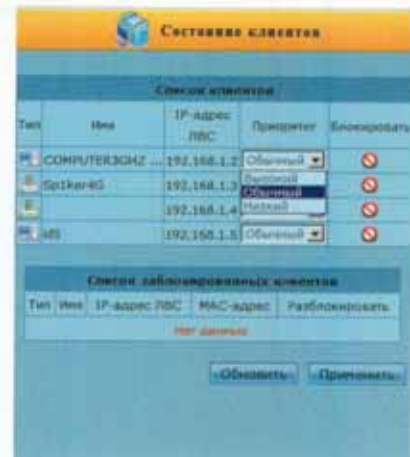 Состояние клиентов
Список клиентов
Тип Имя IP-адрес ЛВС Приоритет Блокировать
COMPUTER3GHZ ... 192.168.1.2 Обычный
Высокий
Spiker4G 192.168.1.3 Обычный
192.168.1.4 Низкий
192.168.1.5 Обычный
Список заблокированных клиентов
Тип Имя IP-адрес ЛВС MAC-адрес Разблокировать
Нет данных
Обновить Применить